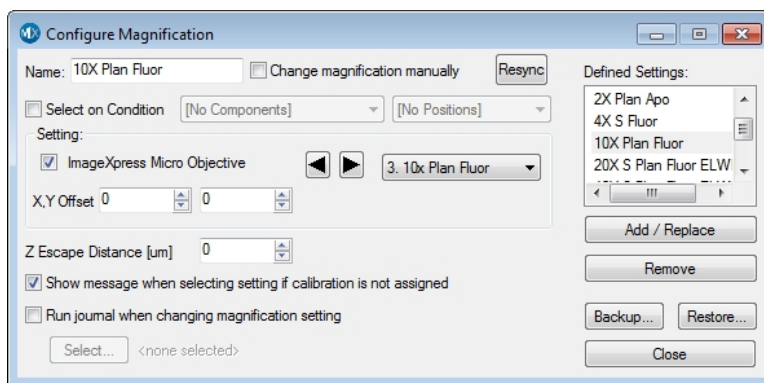 MX Configure Magnification
Name: 10X Plan Fluor Change magnification manually Resync
Select on Condition [No Components] [No Positions]
Setting:
ImageXpress Micro Objective 3. 10x Plan Fluor
X,Y Offset 0 0
Z Escape Distance [um] 0
Show message when selecting setting if calibration is not assigned
Run journal when changing magnification setting
Select... <none selected>
Defined Settings:
2X Plan Apo
4X S Fluor
10X Plan Fluor
20X S Plan Fluor ELW
Add / Replace
Remove
Backup... Restore...
Close